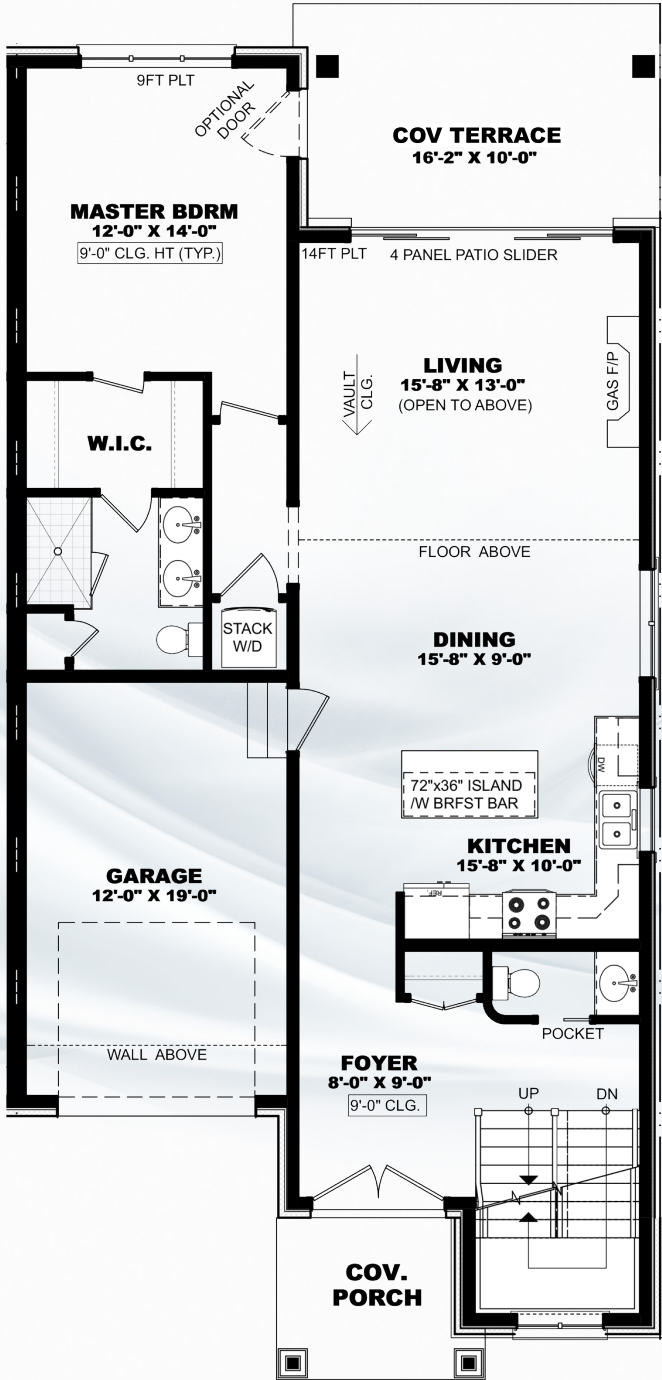 9FT PLT
OPTIONAL
DOOR
COV TERRACE
16'-2" X 10'-0"
MASTER BDRM
12'-0" X 14'-0"
9'-0" CLG. HT (TYP.)
14FT PLT
4 PANEL PATIO SLIDER
LIVING
15'-8" X 13'-0"
(OPEN TO ABOVE)
VAULT
CLG.
GAS F/P
W.I.C.
FLOOR ABOVE
STACK
W/D
DINING
15'-8" X 9'-0"
DW
72"x36" ISLAND
/W BRFST BAR
KITCHEN
15'-8" X 10'-0"
REF.
GARAGE
12'-0" X 19'-0"
WALL ABOVE
POCKET
FOYER
8'-0" X 9'-0"
9'-0" CLG.
UP
DN
COV.
PORCH